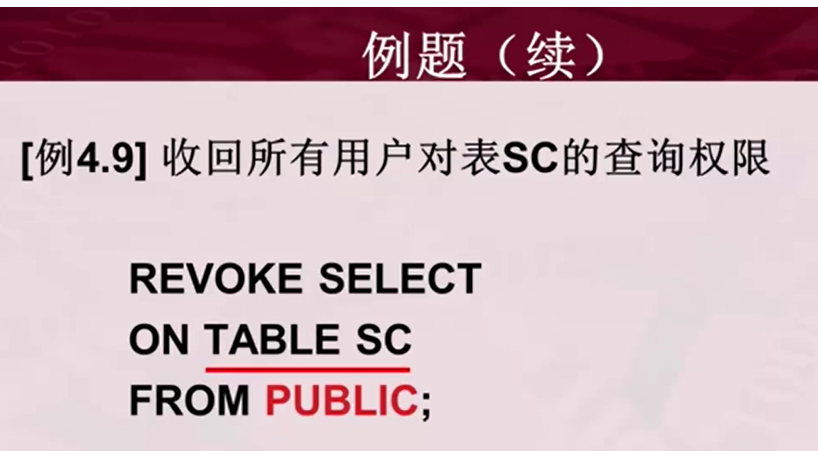 例题（续）
[例4.9] 收回所有用户对表SC的查询权限
REVOKE SELECT
ON TABLE SC
FROM PUBLIC;